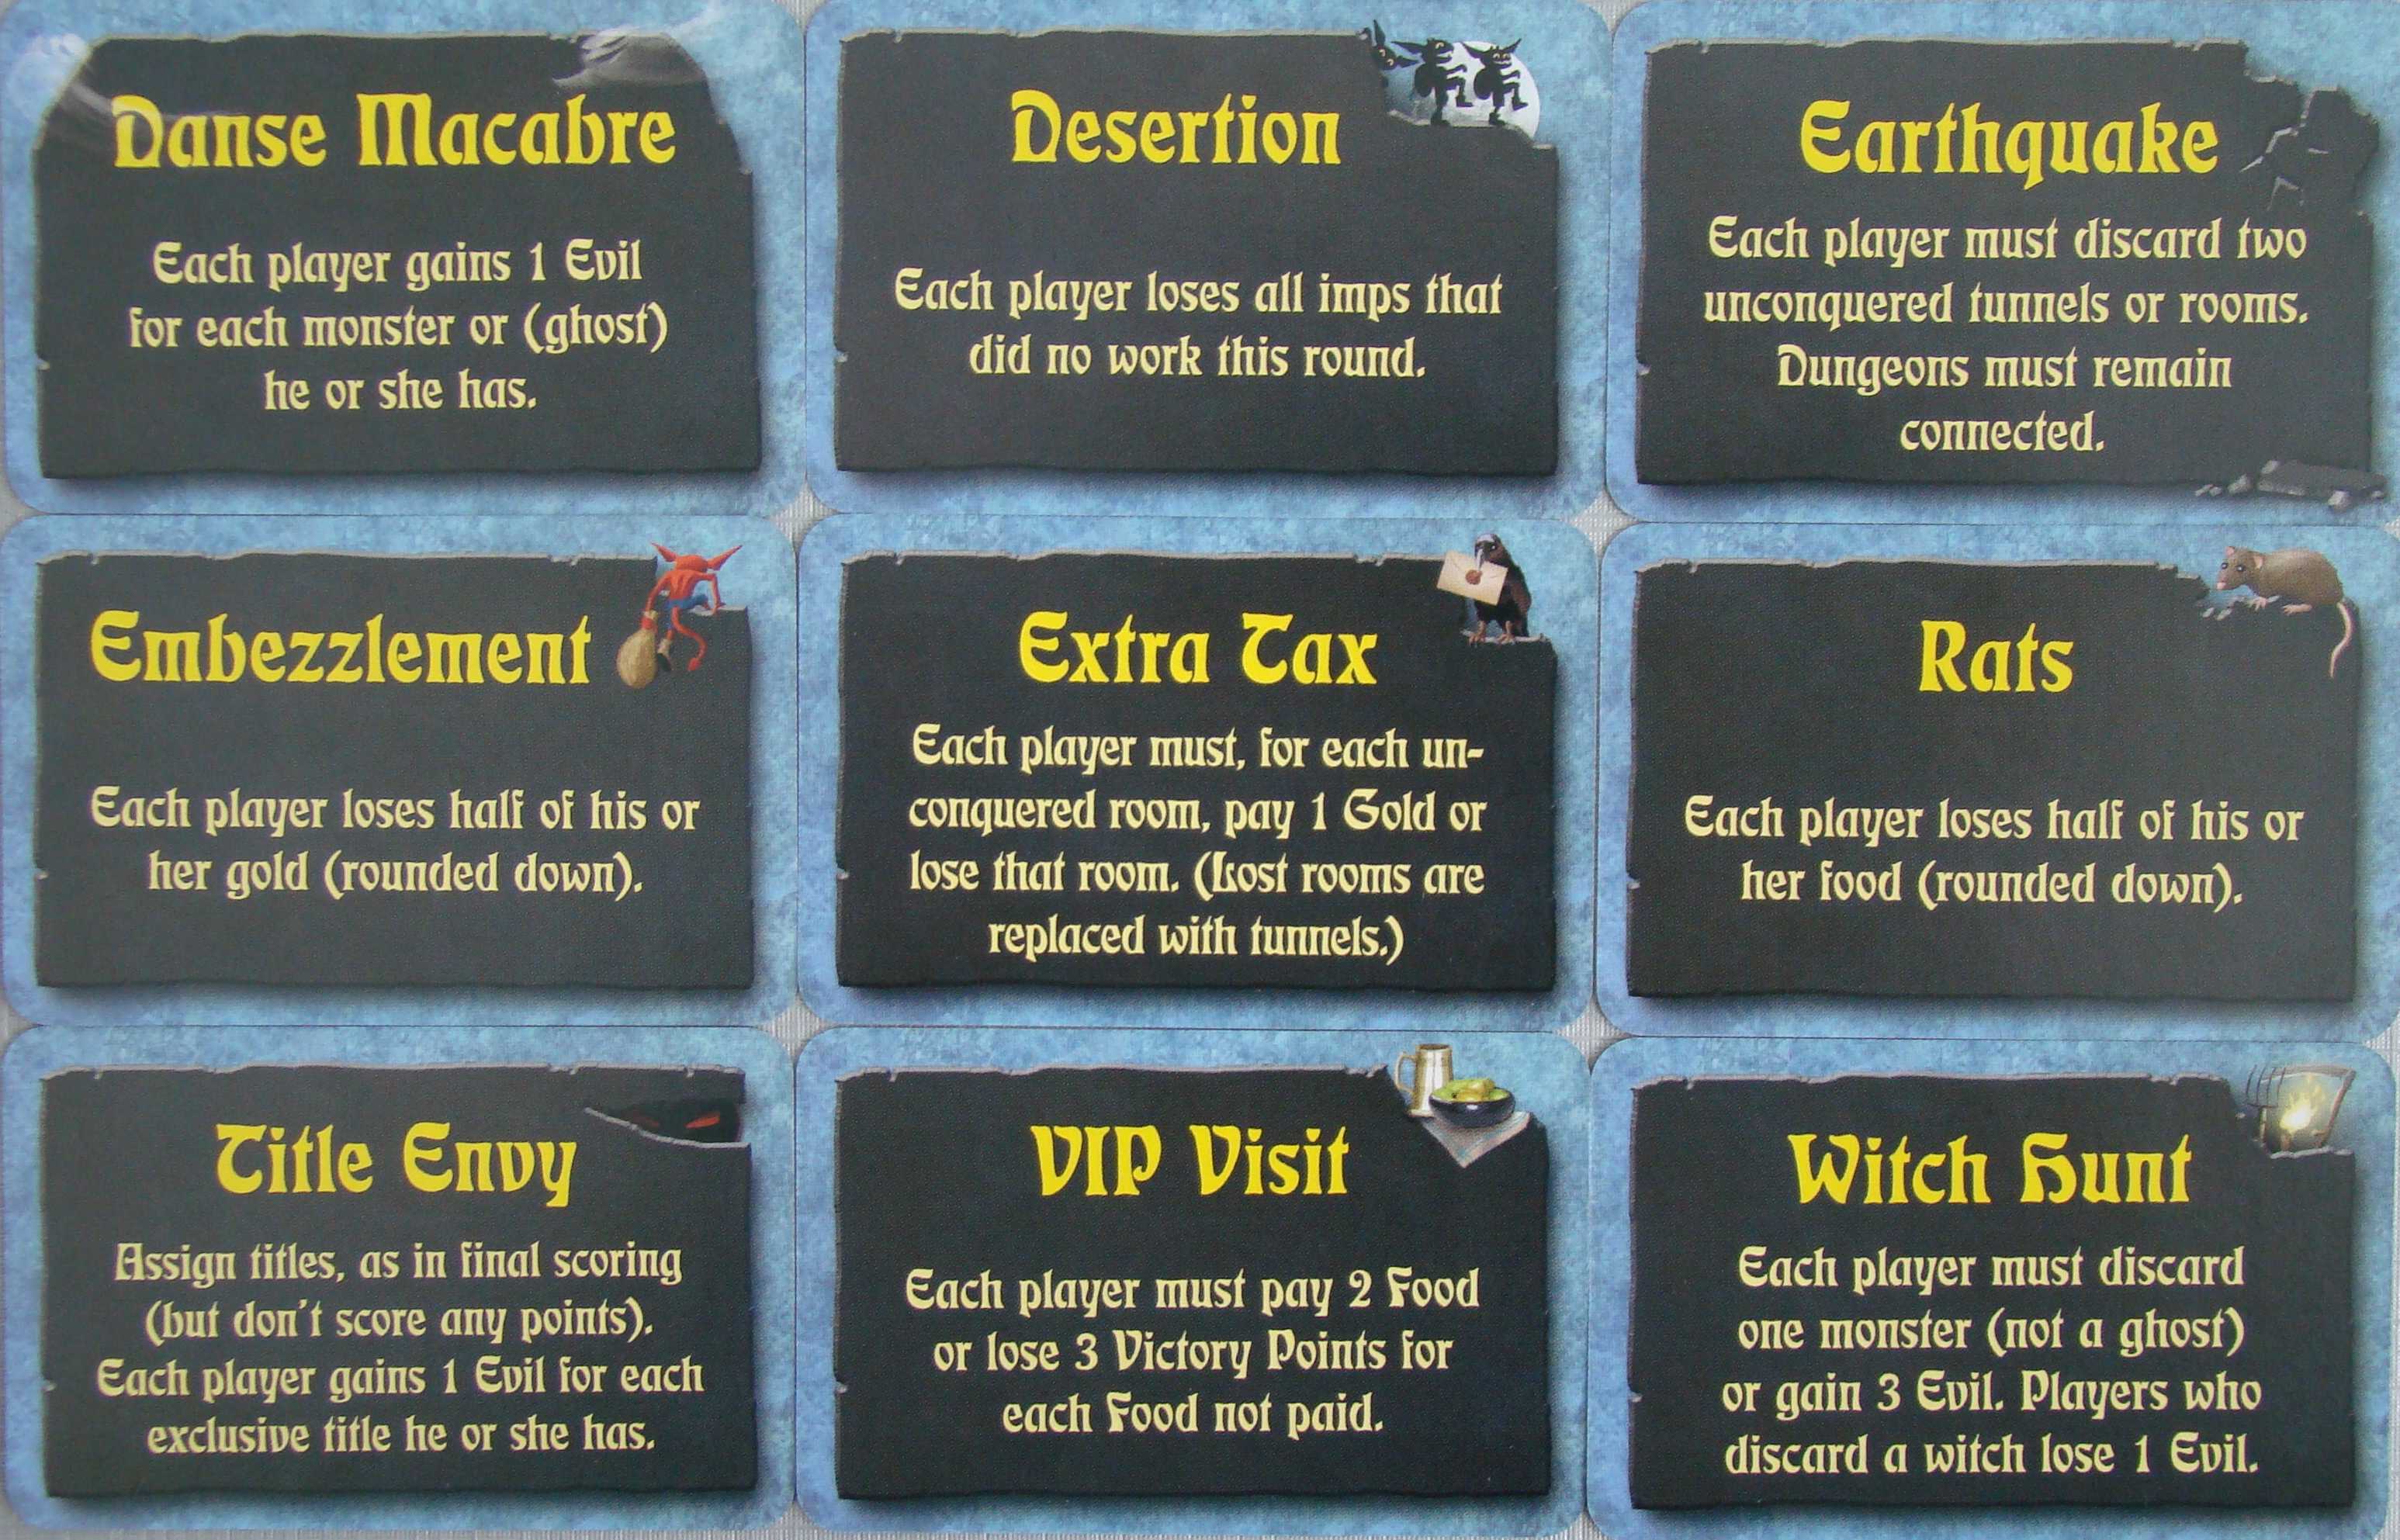 Danse Macabre
Each player gains 1 Evil
for each monster or (ghost)
he or she has.
Desertion
Each player loses all imps that
did no work this round.
Earthquake
Each player must discard two
unconquered tunnels or rooms.
Dungeons must remain
connected.
Embezzlement
Each player loses half of his or
her gold (rounded down).
Extra Tax
Each player must, for each un-
conquered room, pay 1 Gold or
lose that room. (Lost rooms are
replaced with tunnels.)
Rats
Each player loses half of his or
her food (rounded down).
Title Envy
Assign titles, as in final scoring
(but don't score any points).
Each player gains 1 Evil for each
exclusive title he or she has.
VIP Visit
Each player must pay 2 Food
or lose 3 Victory Points for
each Food not paid.
Witch Hunt
Each player must discard
one monster (not a ghost)
or gain 3 Evil. Players who
discard a witch lose 1 Evil.